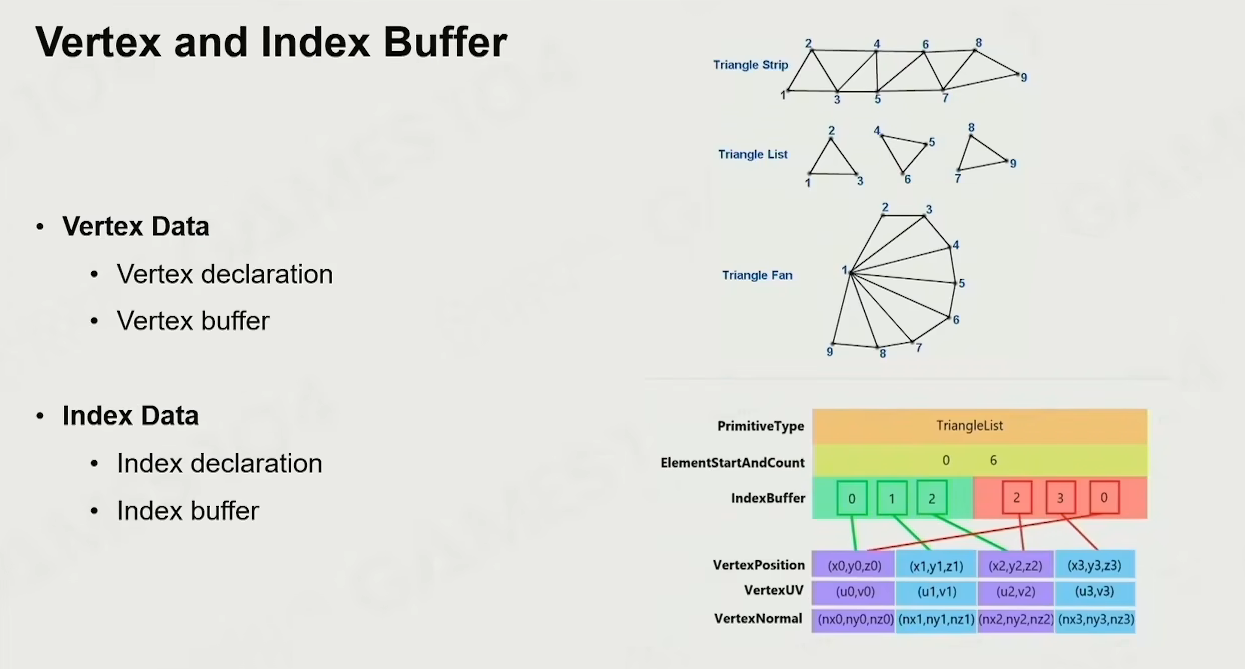 Vertex and Index Buffer
• Vertex Data
• Vertex declaration
• Vertex buffer
• Index Data
• Index declaration
• Index buffer
Triangle Strip
2 4 6 8
9
1 3 5 7
Triangle List
2 4 5 8
9
1 3 6 7
Triangle Fan
2 3
4
1
5
6
7
9 8
PrimitiveType TriangleList
ElementStartAndCount 0 6
IndexBuffer 0 1 2 2 3 0
VertexPosition (x0,y0,z0) (x1,y1,z1) (x2,y2,z2) (x3,y3,z3)
VertexUV (u0,v0) (u1,v1) (u2,v2) (u3,v3)
VertexNormal (nx0,ny0,nz0) (nx1,ny1,nz1) (nx2,ny2,nz2) (nx3,ny3,nz3)